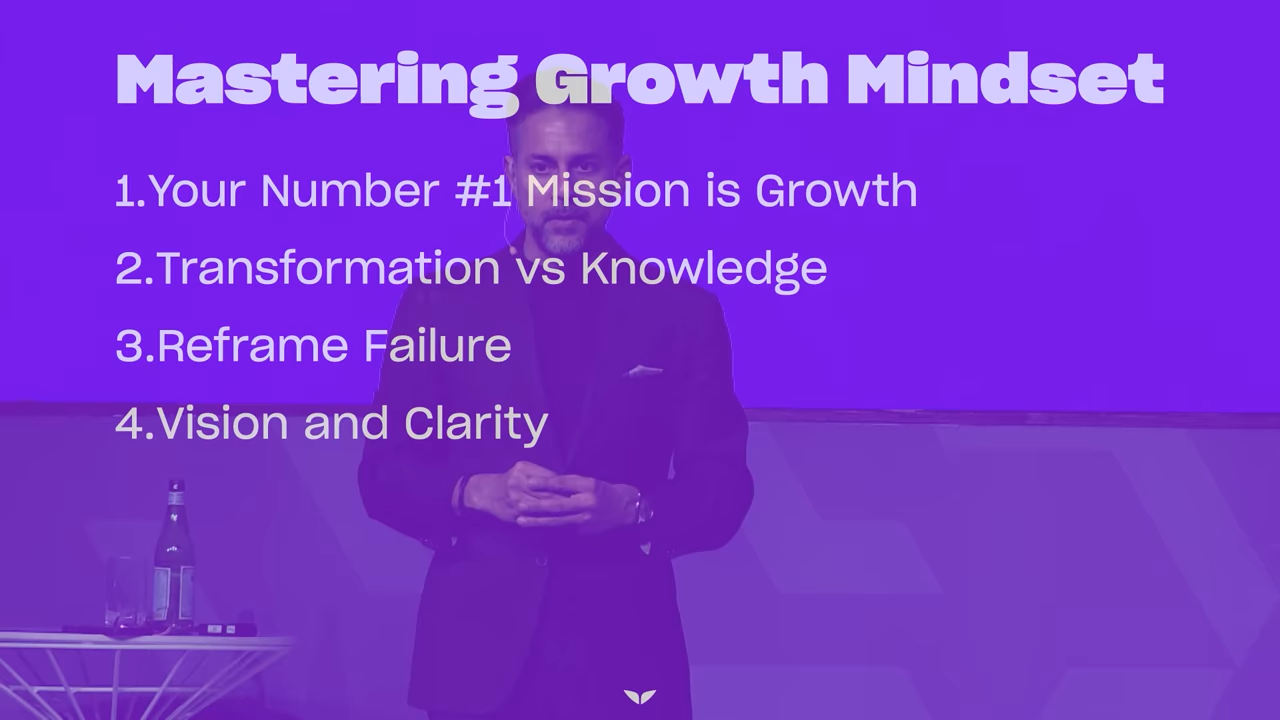 Mastering Growth Mindset
1.Your Number #1 Mission is Growth
2.Transformation vs Knowledge
3.Reframe Failure
4.Vision and Clarity